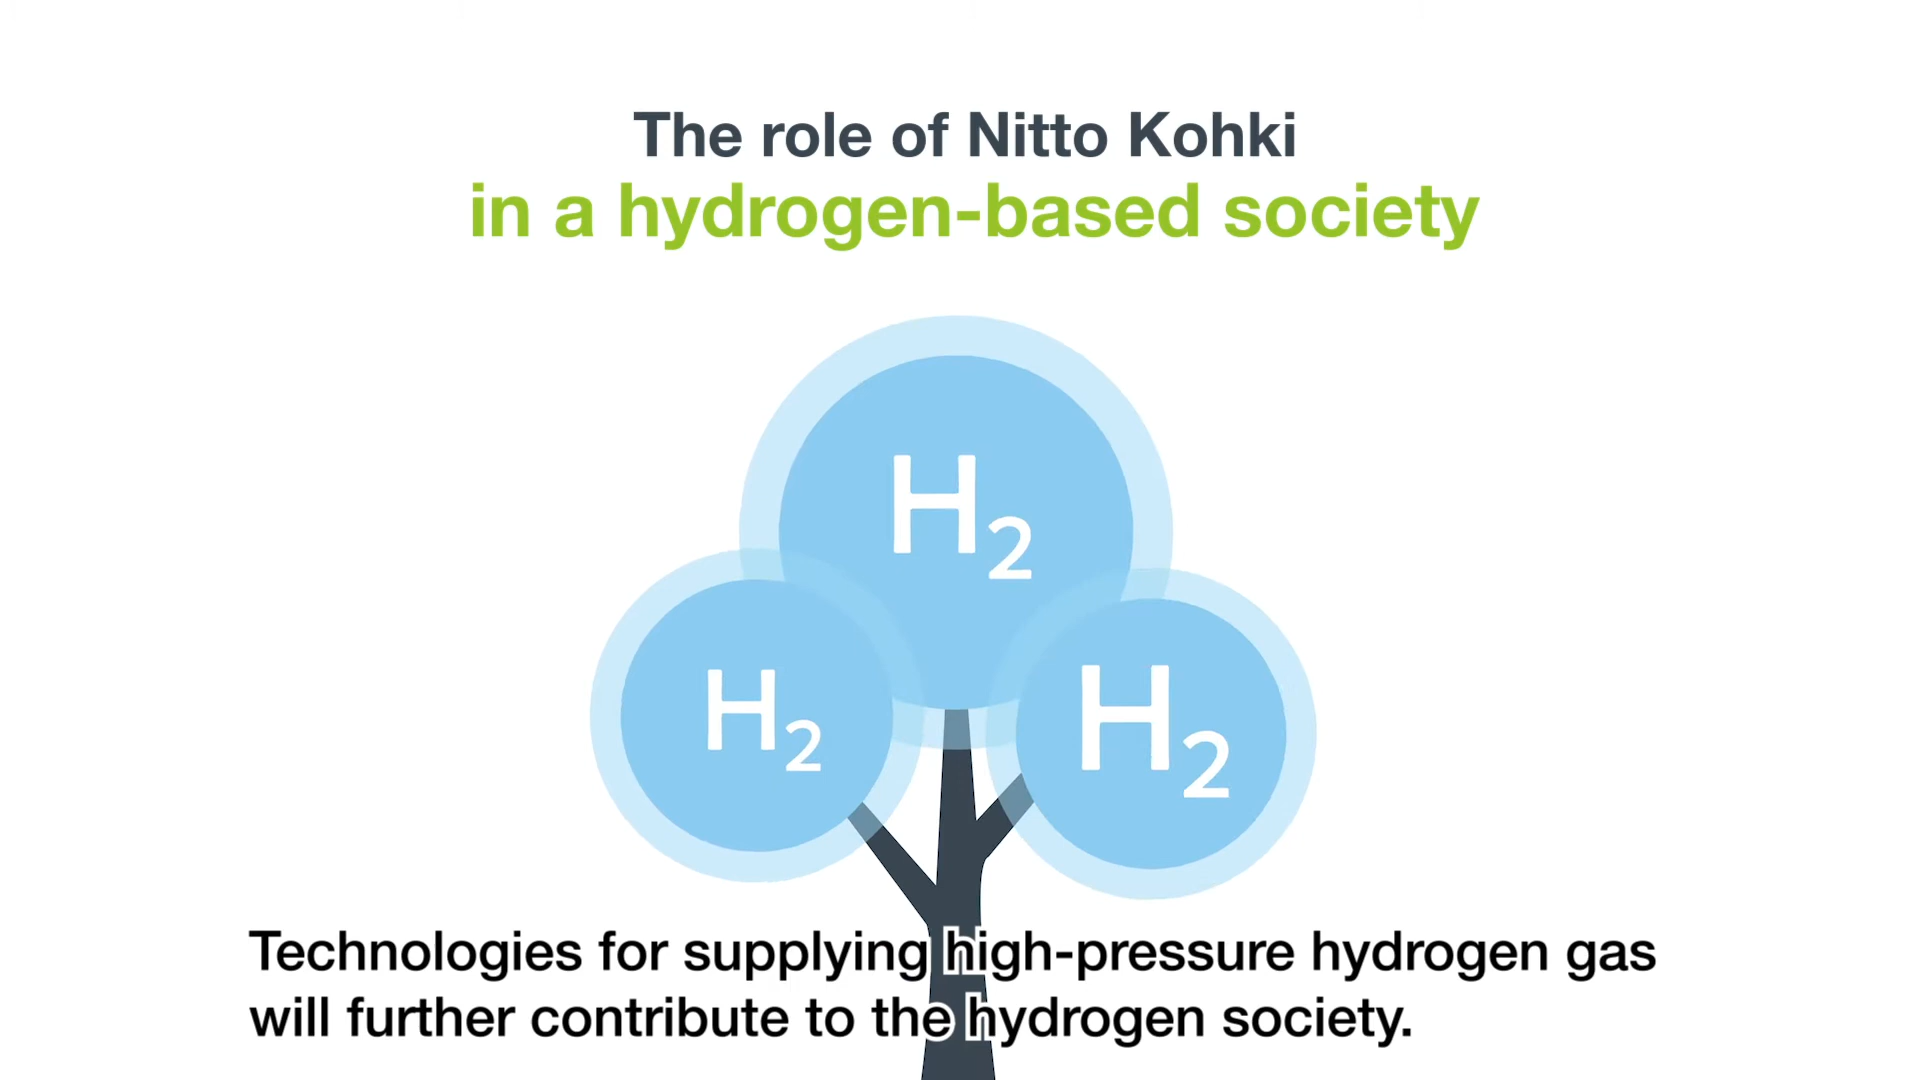 The role of Nitto Kohki
in a hydrogen-based society
H2
H2
H2
Technologies for supplying high-pressure hydrogen gas
will further contribute to the hydrogen society.